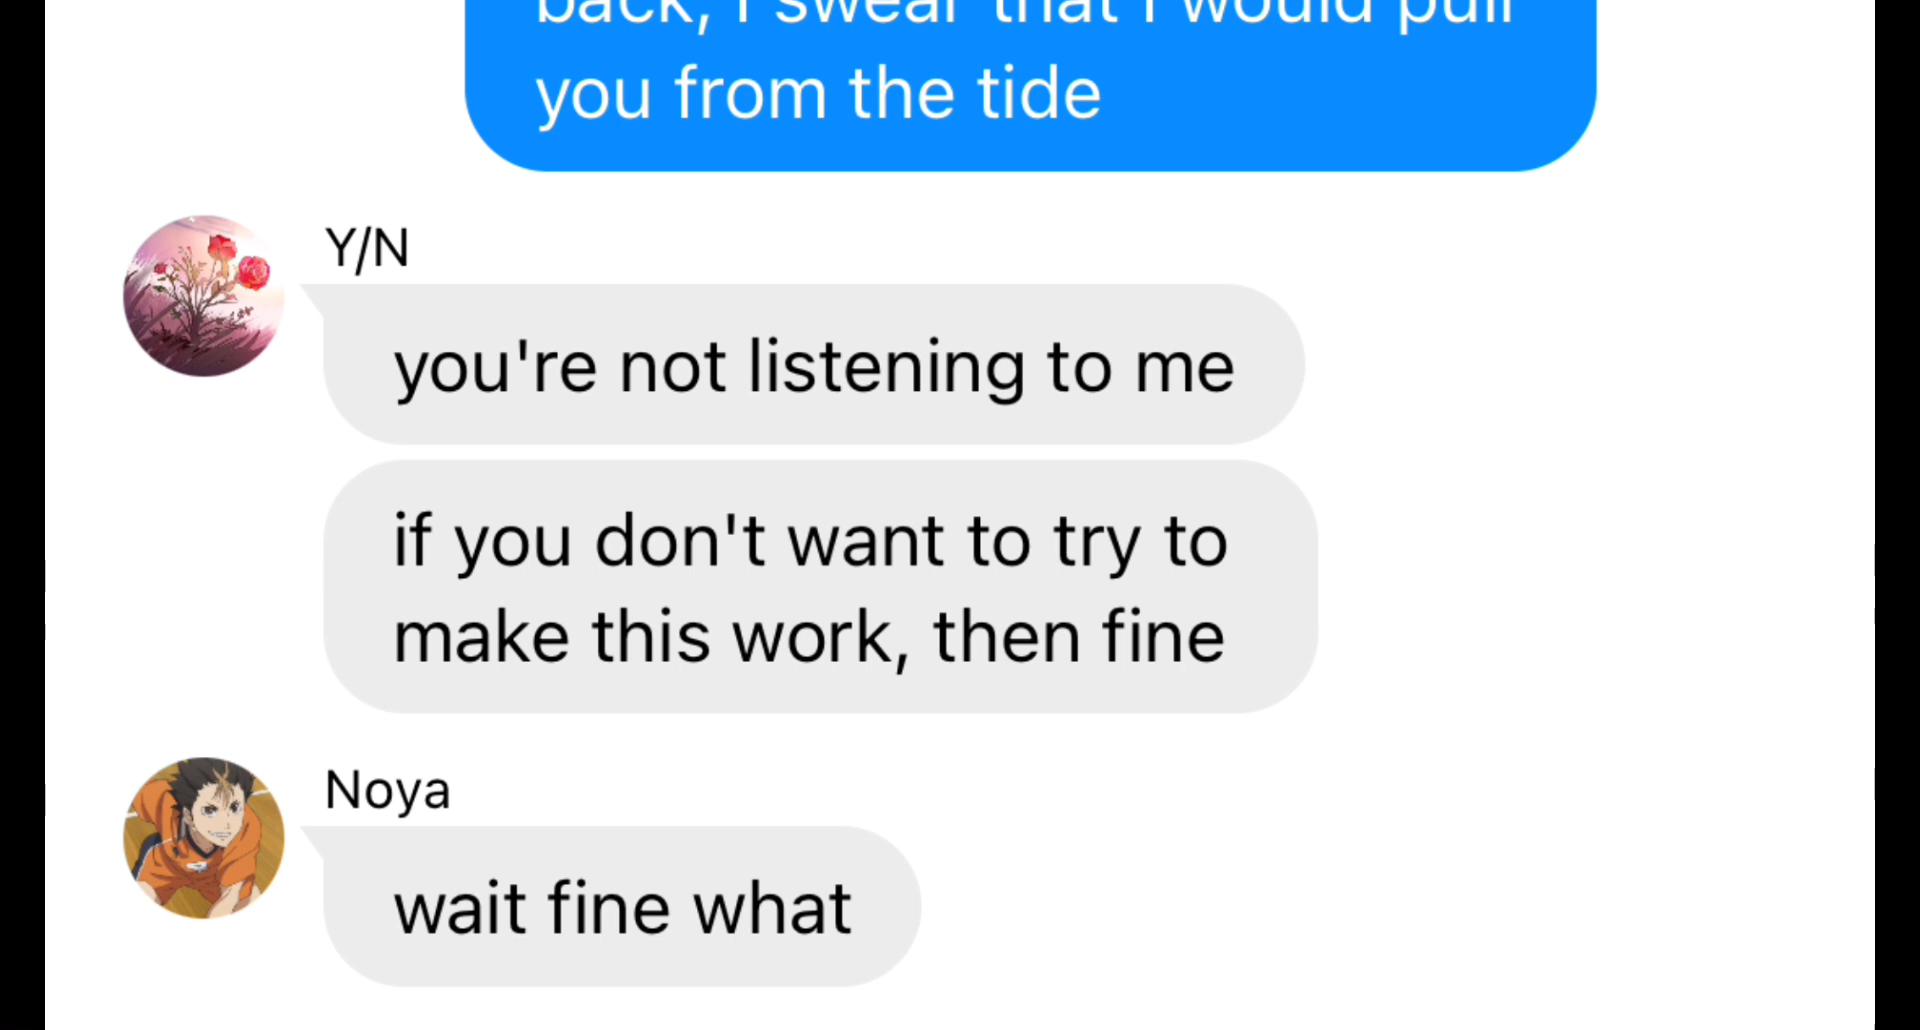 back, I swear that I would pull
you from the tide
Y/N
you're not listening to me
if you don't want to try to
make this work, then fine
Noya
wait fine what